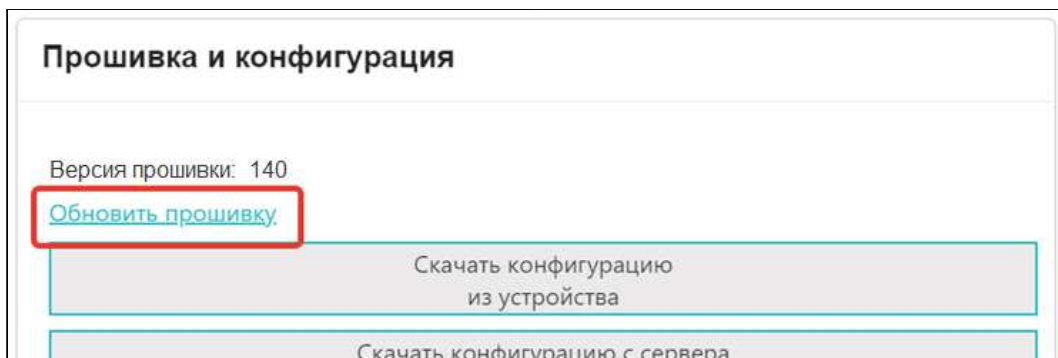 Прошивка и конфигурация
Версия прошивки: 140
Обновить прошивку
Скачать конфигурацию
из устройства
Скачать конфигурацию с сервера